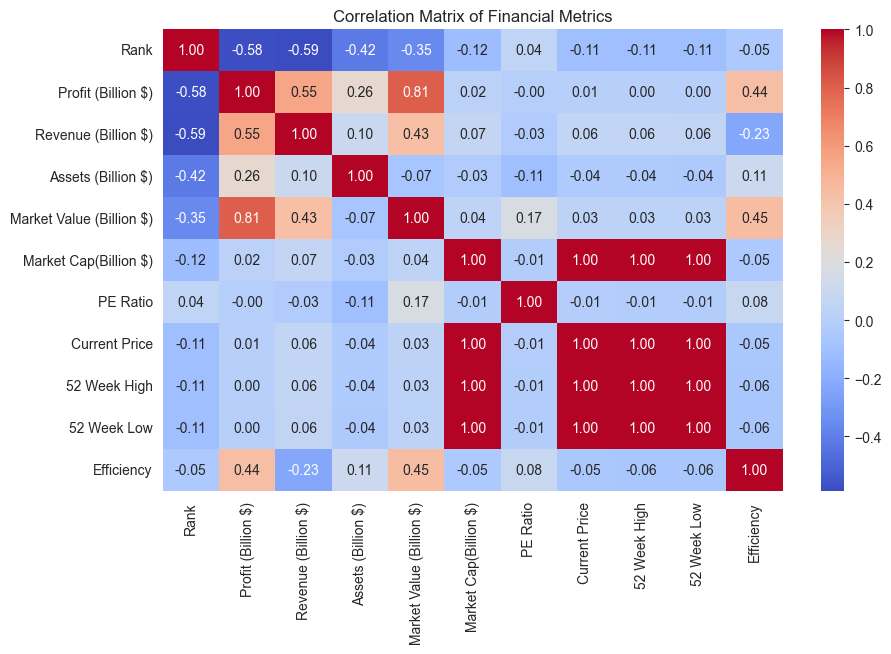 Correlation Matrix of Financial Metrics
Rank 1.00 -0.58 -0.59 -0.42 -0.35 -0.12 0.04 -0.11 -0.11 -0.11 -0.05
Profit (Billion $) -0.58 1.00 0.55 0.26 0.81 0.02 -0.00 0.01 0.00 0.00 0.44
Revenue (Billion $) -0.59 0.55 1.00 0.10 0.43 0.07 -0.03 0.06 0.06 0.06 -0.23
Assets (Billion $) -0.42 0.26 0.10 1.00 -0.07 -0.03 -0.11 -0.04 -0.04 -0.04 0.11
Market Value (Billion $) -0.35 0.81 0.43 -0.07 1.00 0.04 0.17 0.03 0.03 0.03 0.45
Market Cap(Billion $) -0.12 0.02 0.07 -0.03 0.04 1.00 -0.01 1.00 1.00 1.00 -0.05
PE Ratio 0.04 -0.00 -0.03 -0.11 0.17 -0.01 1.00 -0.01 -0.01 -0.01 0.08
Current Price -0.11 0.01 0.06 -0.04 0.03 1.00 -0.01 1.00 1.00 1.00 -0.05
52 Week High -0.11 0.00 0.06 -0.04 0.03 1.00 -0.01 1.00 1.00 1.00 -0.06
52 Week Low -0.11 0.00 0.06 -0.04 0.03 1.00 -0.01 1.00 1.00 1.00 -0.06
Efficiency -0.05 0.44 -0.23 0.11 0.45 -0.05 0.08 -0.05 -0.06 -0.06 1.00
Rank
Profit (Billion $)
Revenue (Billion $)
Assets (Billion $)
Market Value (Billion $)
Market Cap(Billion $)
PE Ratio
Current Price
52 Week High
52 Week Low
Efficiency
1.0
0.8
0.6
0.4
0.2
0.0
−0.2
−0.4